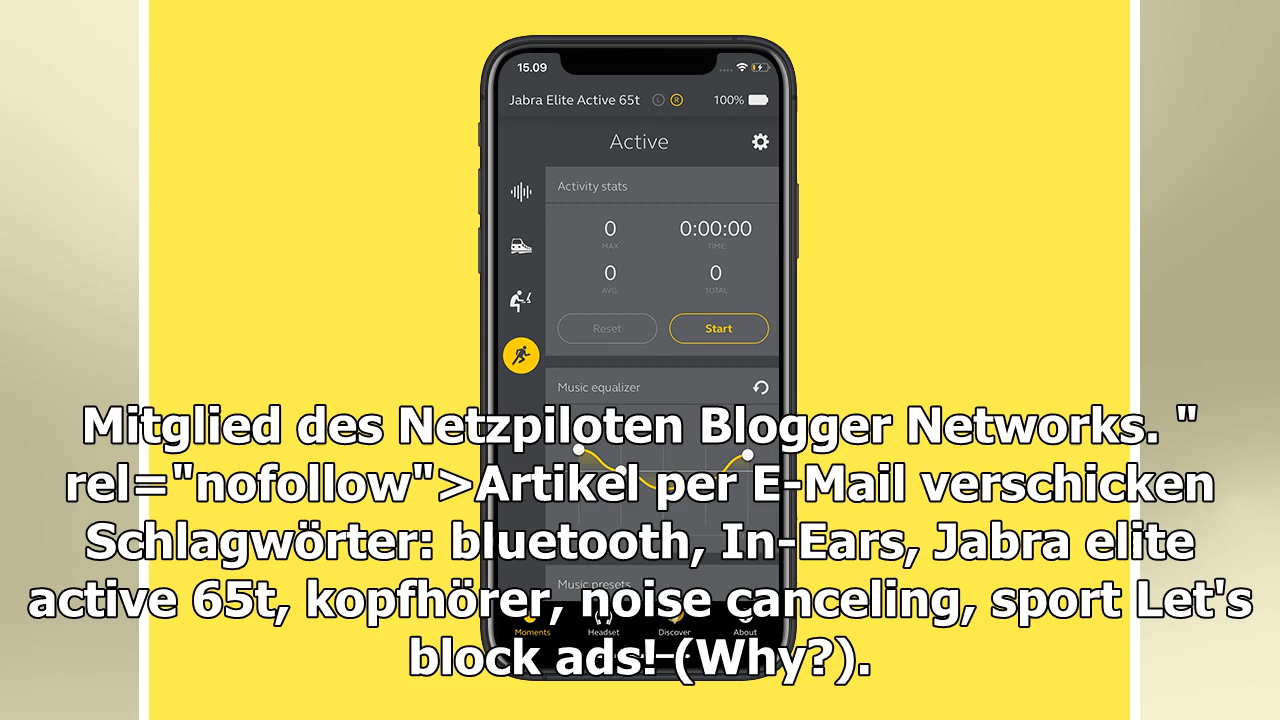 15.09
Jabra Elite Active 65t L R 100%
Active
Activity stats
0 0:00:00
MAX TIME
0 0
AVG. TOTAL
Reset Start
Music equalizer
Mitglied des Netzpiloten Blogger Networks. "
rel="nofollow">Artikel per E-Mail verschicken
Schlagwörter: bluetooth, In-Ears, Jabra elite
Music presets
active 65t, kopfhörer, noise canceling, sport Let's
Moments Headset Discover About
block ads! (Why?).